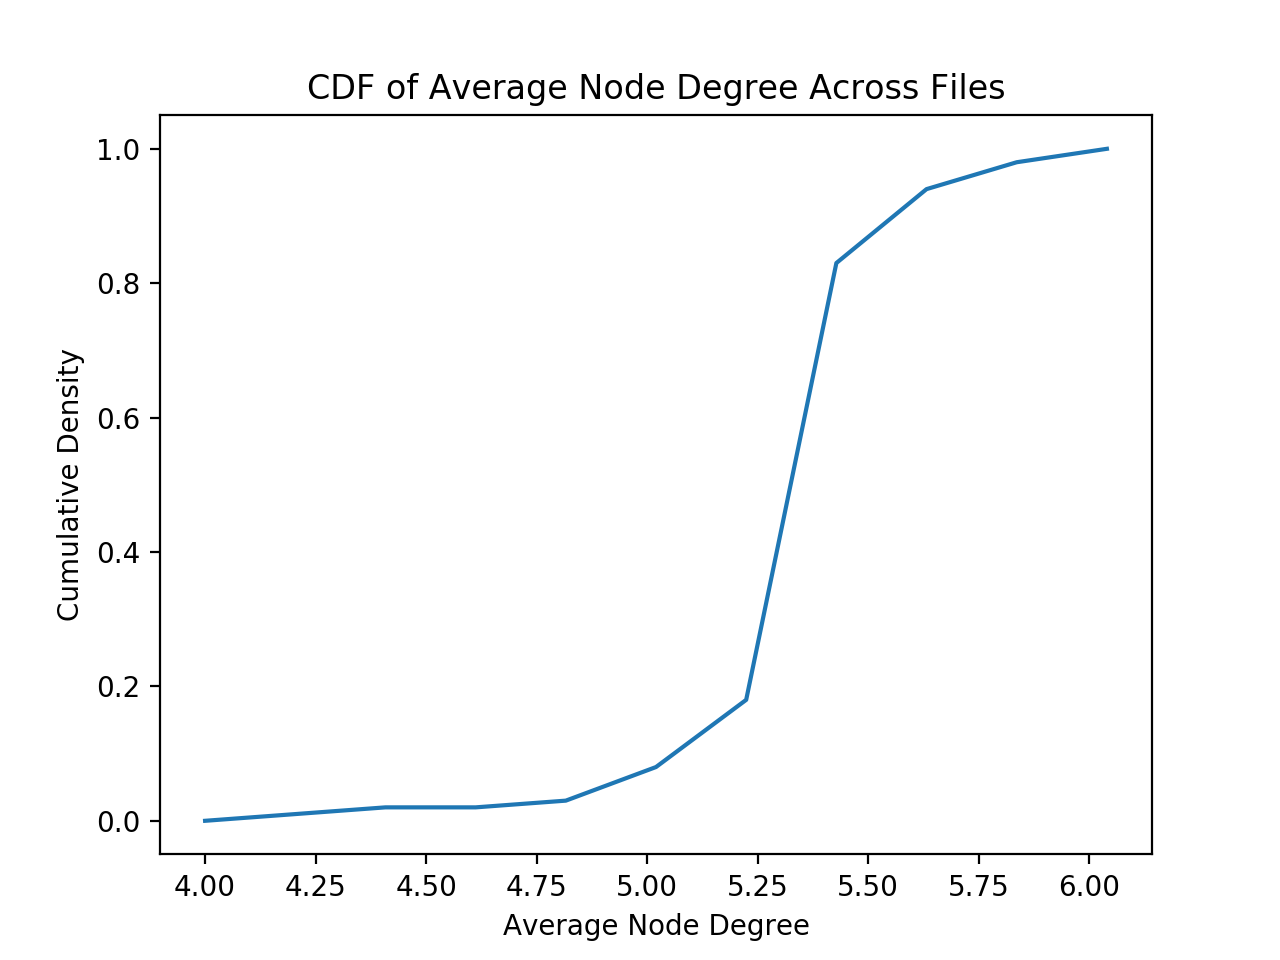 CDF of Average Node Degree Across Files
1.0
0.8
0.6
0.4
0.2
0.0
Cumulative Density
4.00 4.25 4.50 4.75 5.00 5.25 5.50 5.75 6.00
Average Node Degree